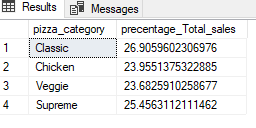 Results Messages
pizza_category precentage_Total_sales
1 Classic 26.9059602306976
2 Chicken 23.9551375322885
3 Veggie 23.6825910258677
4 Supreme 25.4563112111462